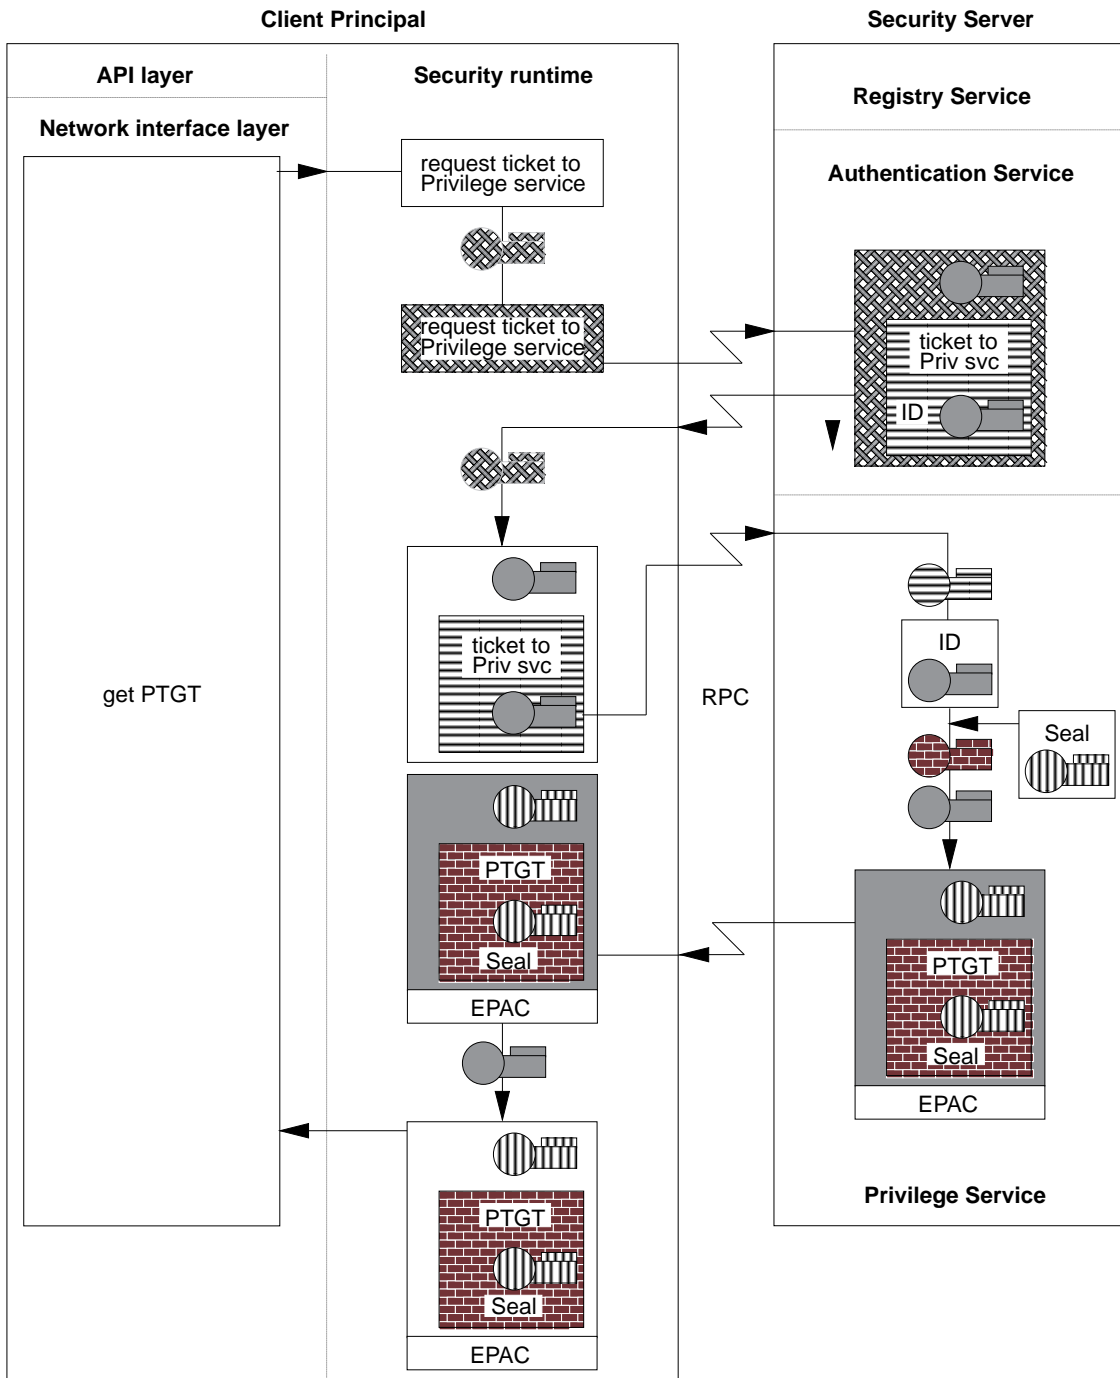 Client Principal
Security Server
API layer
Security runtime
Registry Service
Network interface layer
request ticket to
Privilege service
Authentication Service
request ticket to
Privilege service
ticket to
Priv svc
ID
ticket to
Priv svc
ID
get PTGT
RPC
Seal
PTGT
Seal
EPAC
PTGT
Seal
EPAC
Privilege Service
PTGT
Seal
EPAC